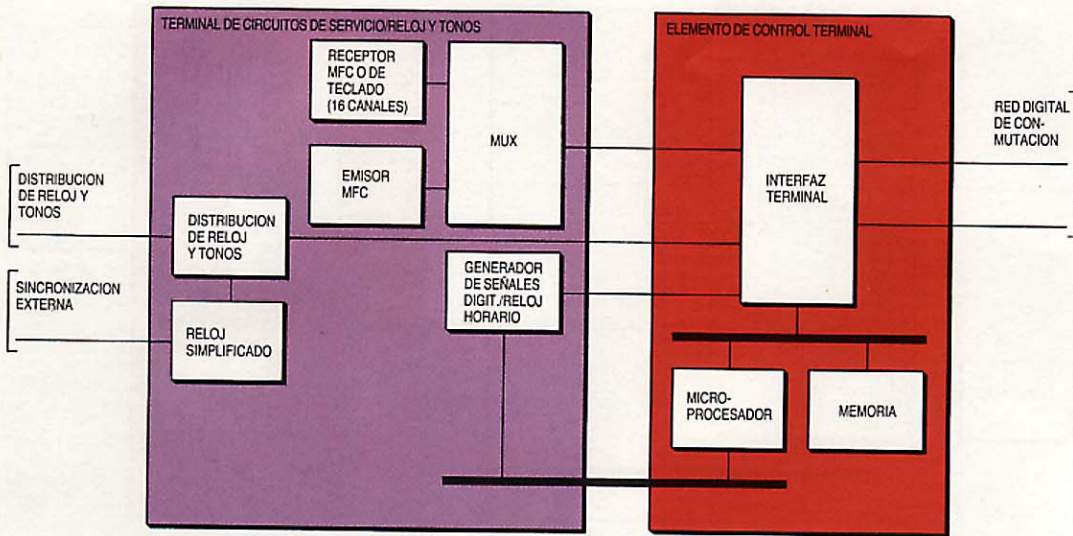 TERMINAL DE CIRCUITOS DE SERVICIO/RELOJ Y TONOS
RECEPTOR
MFC O DE
TECLADO
(16 CANALES)
MUX
EMISOR
MFC
DISTRIBUCION
DE RELOJ Y
TONOS
DISTRIBUCION
DE RELOJ
Y TONOS
GENERADOR
DE SEÑALES
DIGIT./RELOJ
HORARIO
SINCRONIZACION
EXTERNA
RELOJ
SIMPLIFICADO
ELEMENTO DE CONTROL TERMINAL
INTERFAZ
TERMINAL
RED DIGITAL
DE CON-
MUTACION
MICRO-
PROCESADOR
MEMORIA